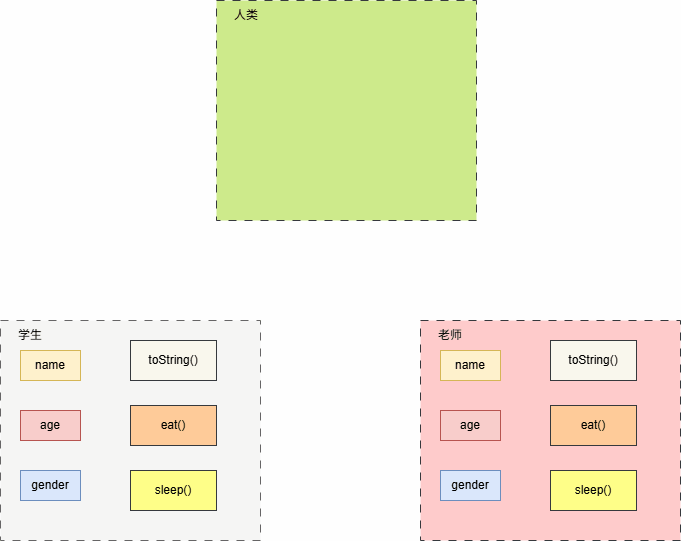 人类
学生
name
toString()
age
eat()
gender
sleep()
老师
name
toString()
age
eat()
gender
sleep()